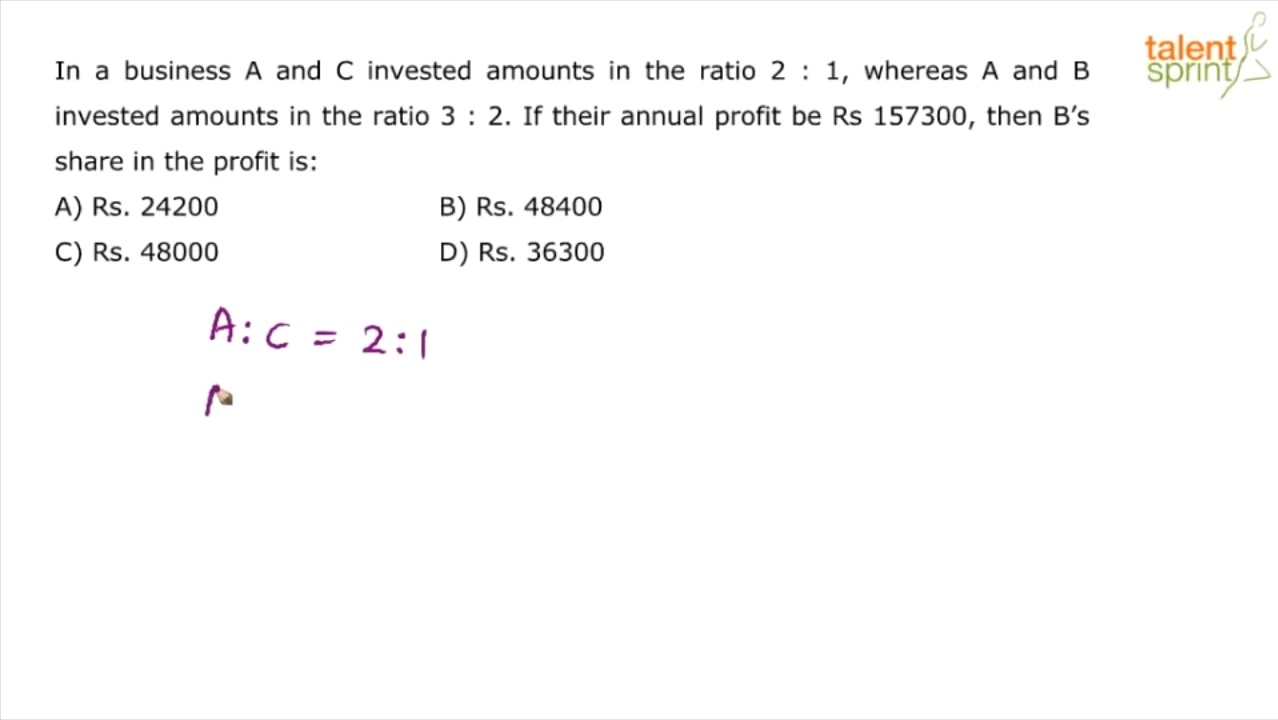 talent
sprint
In a business A and C invested amounts in the ratio 2 : 1, whereas A and B
invested amounts in the ratio 3 : 2. If their annual profit be Rs 157300, then B’s
share in the profit is:
A) Rs. 24200 B) Rs. 48400
C) Rs. 48000 D) Rs. 36300
A:C = 2:1